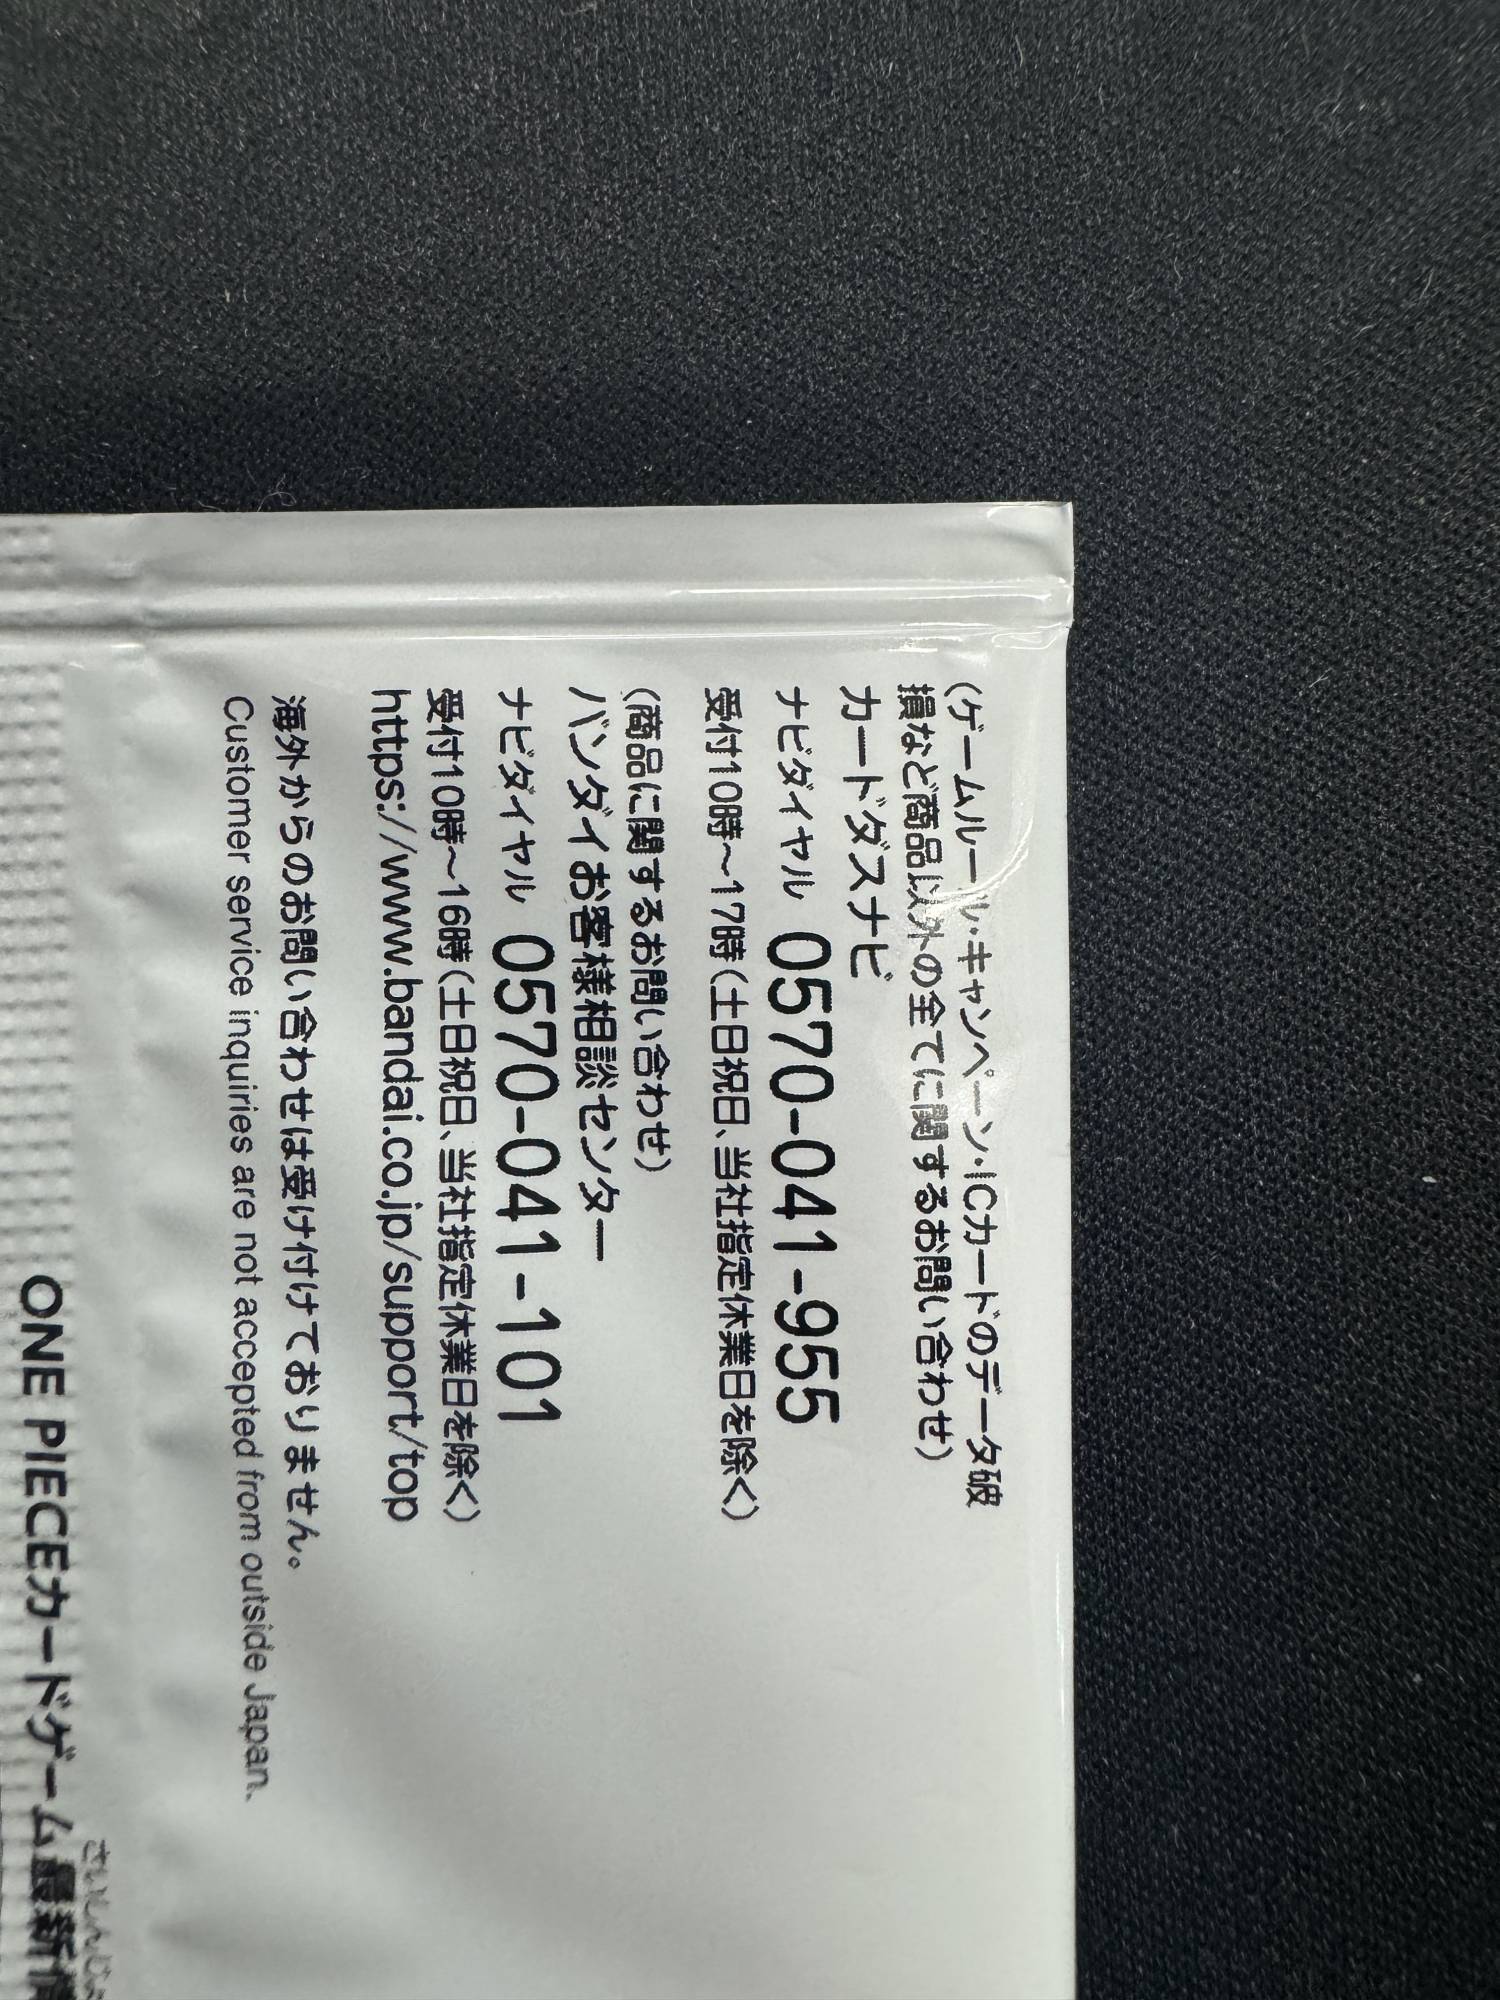 (ゲームルール・キャンペーン・ICカードのデータ破
損など商品以外の全てに関するお問い合わせ)
カードダスナビ
ナビダイヤル 0570-041-955
受付10時〜17時(土日祝日、当社指定休業日を除く)
(商品に関するお問い合わせ)
バンダイお客様相談センター
ナビダイヤル 0570-041-101
受付10時〜16時(土日祝日、当社指定休業日を除く)
https://www.bandai.co.jp/support/top
海外からのお問い合わせは受け付けておりません。
Customer service inquiries are not accepted from outside Japan.
ONE PIECEカードゲーム最新情